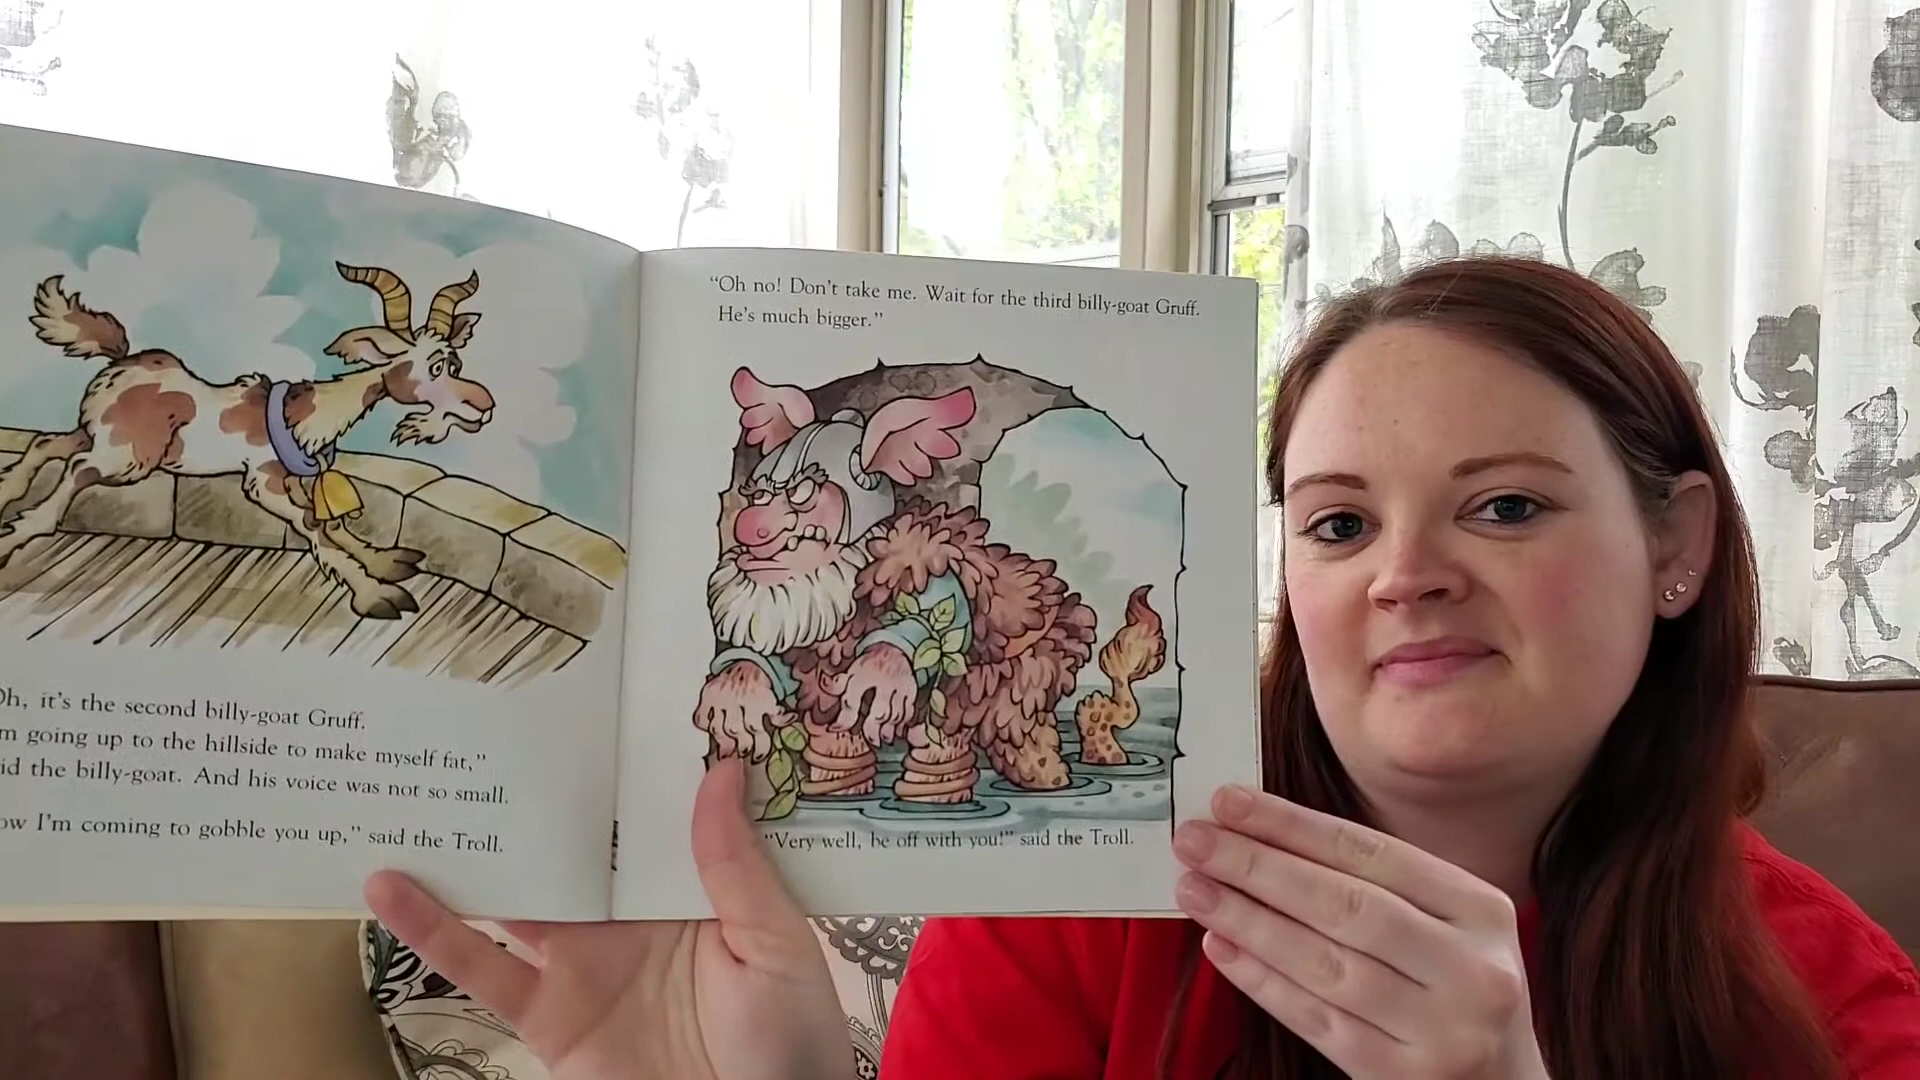 Oh, it's the second billy-goat Gruff.
I'm going up to the hillside to make myself fat,"
said the billy-goat. And his voice was not so small.
Now I'm coming to gobble you up," said the Troll.
"Oh no! Don't take me. Wait for the third billy-goat Gruff.
He's much bigger."
"Very well, be off with you!" said the Troll.